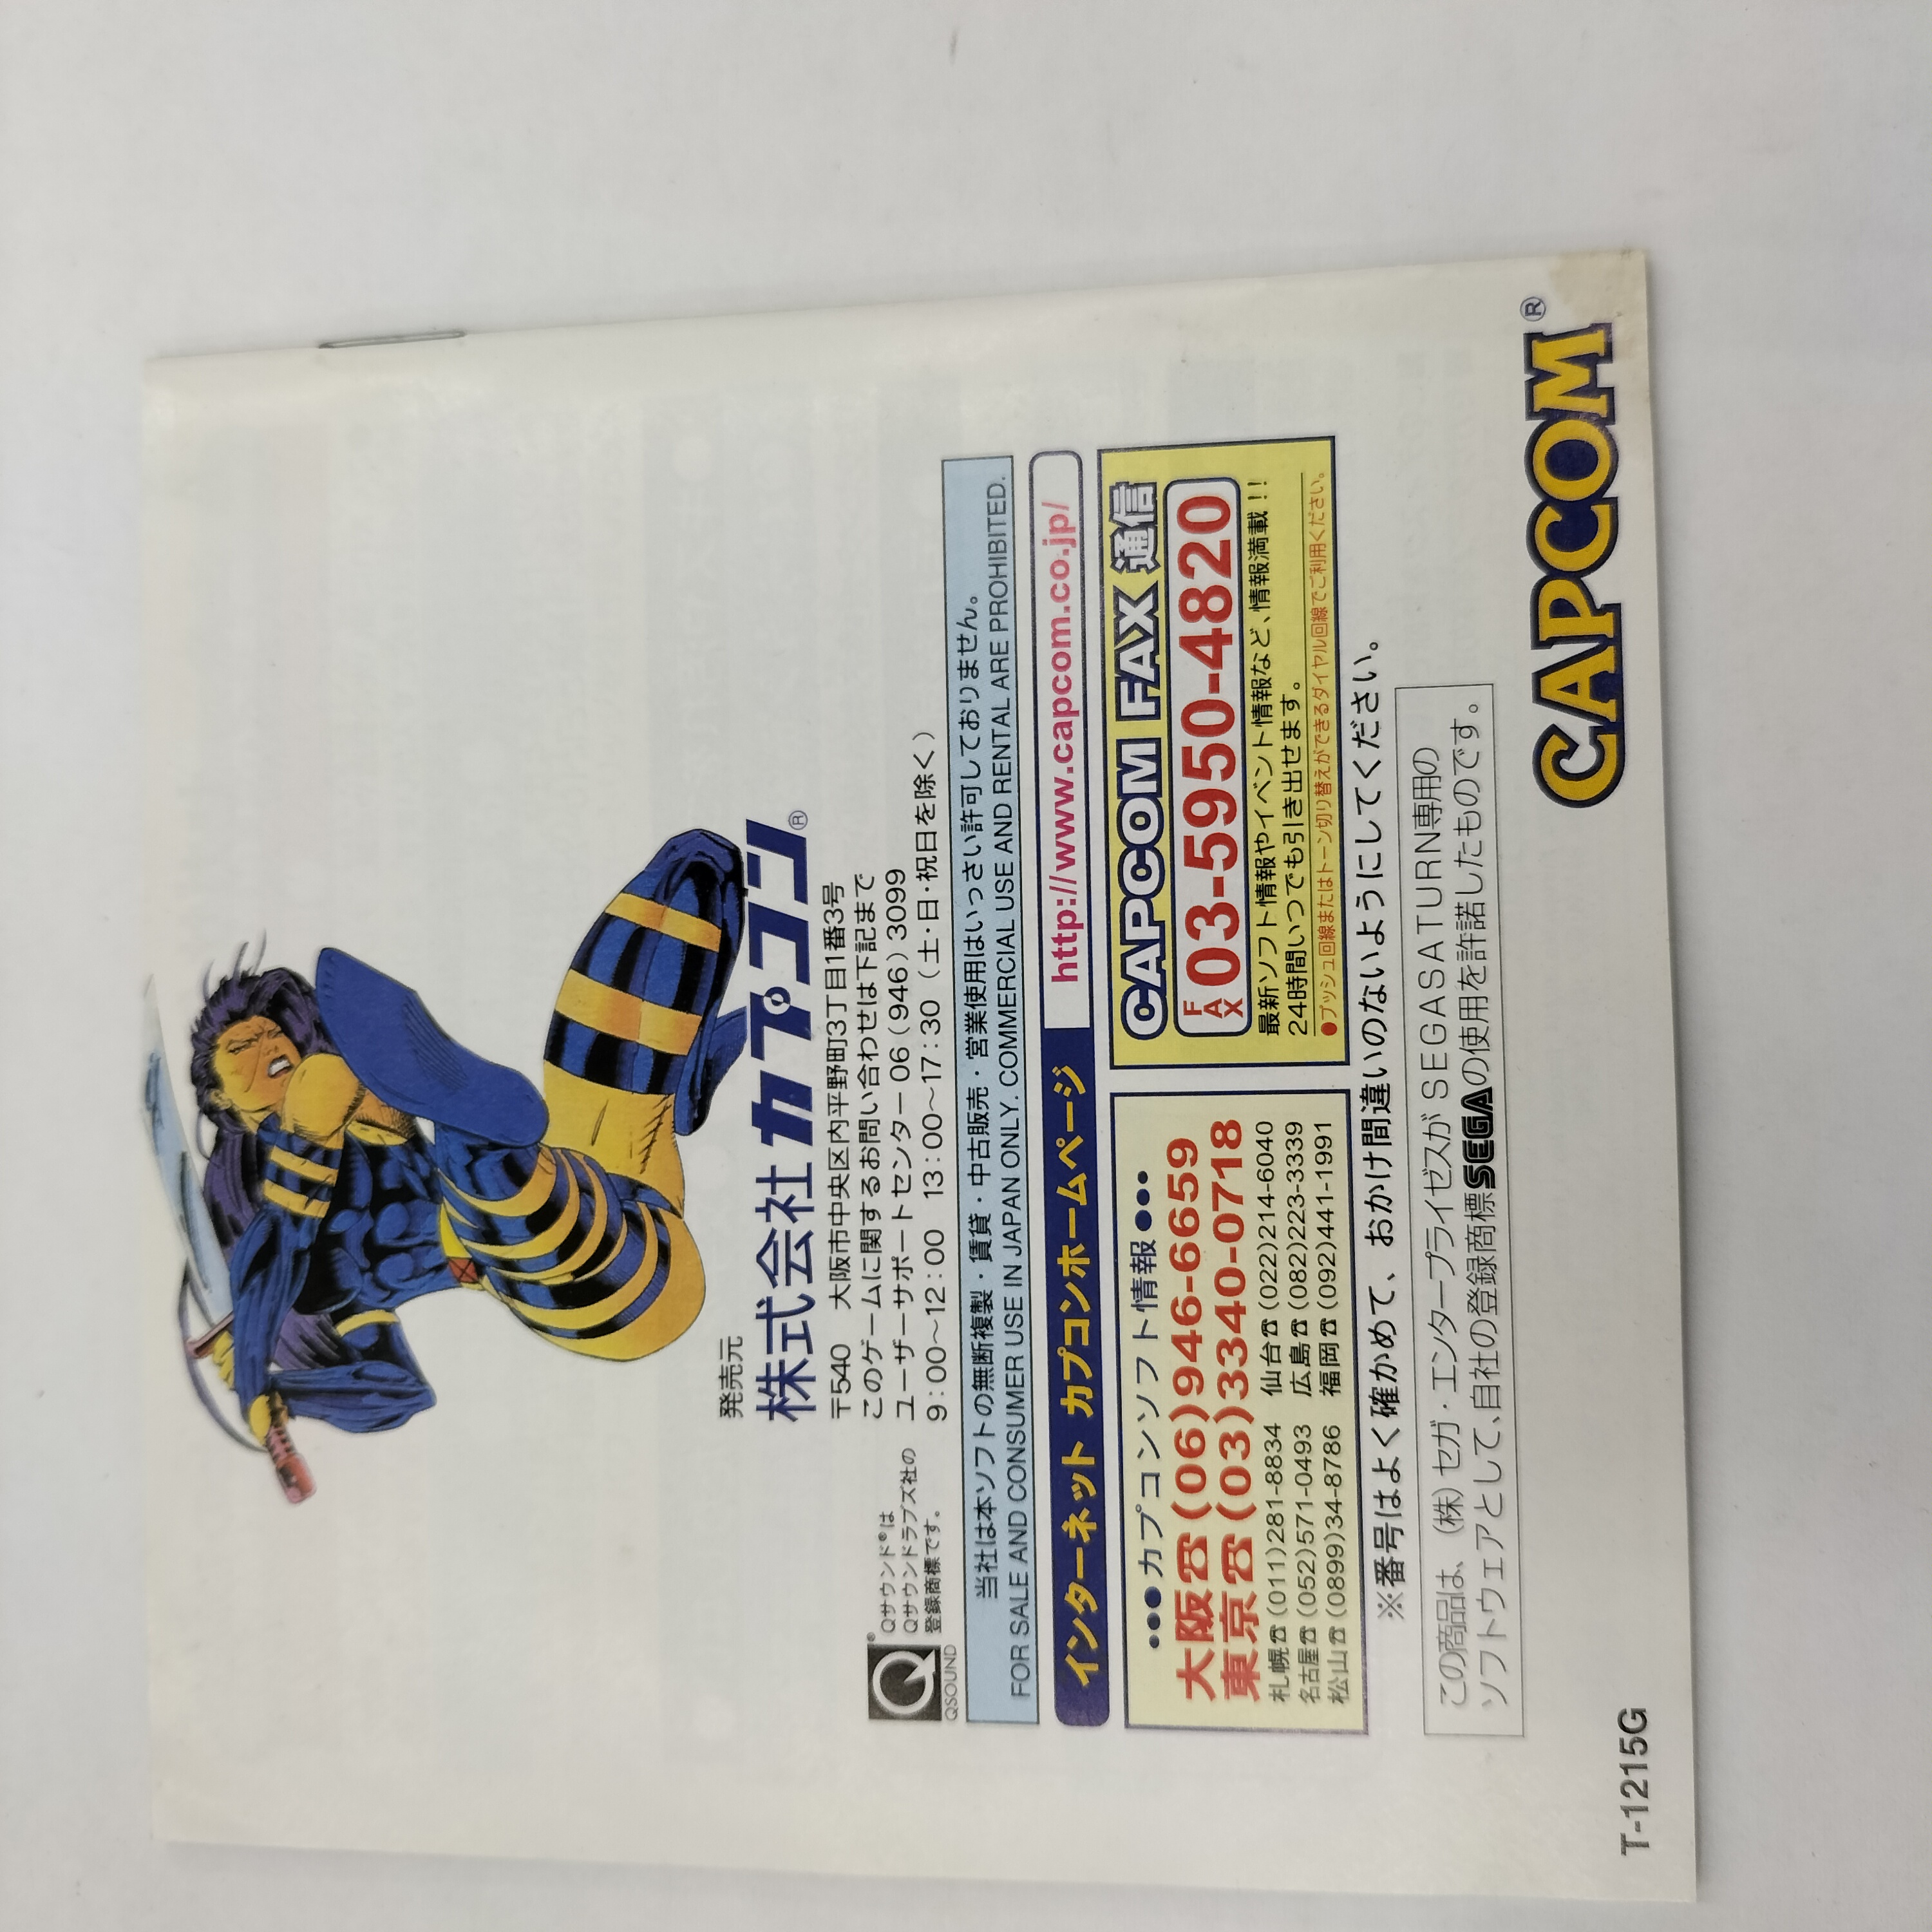 発売元
株式会社 カプコン®
〒540 大阪市中央区内平野町3丁目1番3号
このゲームに関するお問い合わせは下記まで
ユーザーサポートセンター 06(946)3099
9:00〜12:00 13:00〜17:30(土・日・祝日を除く)
Q®
QSOUND
Qサウンド®は
Qサウンドラブズ社の
登録商標です。
当社は本ソフトの無断複製・賃貸・中古販売・営業使用はいっさい許可しておりません。
FOR SALE AND CONSUMER USE IN JAPAN ONLY. COMMERCIAL USE AND RENTAL ARE PROHIBITED.
インターネット カプコンホームページ http://www.capcom.co.jp/
•••カプコンソフト情報•••
大阪☎(06)946-6659
東京☎(03)3340-0718
札幌☎(011)281-8834 仙台☎(022)214-6040
名古屋☎(052)571-0493 広島☎(082)223-3339
松山☎(0899)34-8786 福岡☎(092)441-1991
CAPCOM FAX 通信
FAX 03-5950-4820
最新ソフト情報やイベント情報など、情報満載!!
24時間いつでも引き出せます。
●プッシュ回線またはトーン切り替えができるダイヤル回線でご利用ください。
※番号はよく確かめて、おかけ間違いのないようにしてください。
この商品は、(株)セガ・エンタープライゼスがSEGASATURN専用の
ソフトウェアとして、自社の登録商標SEGAの使用を許諾したものです。
T-1215G
CAPCOM®